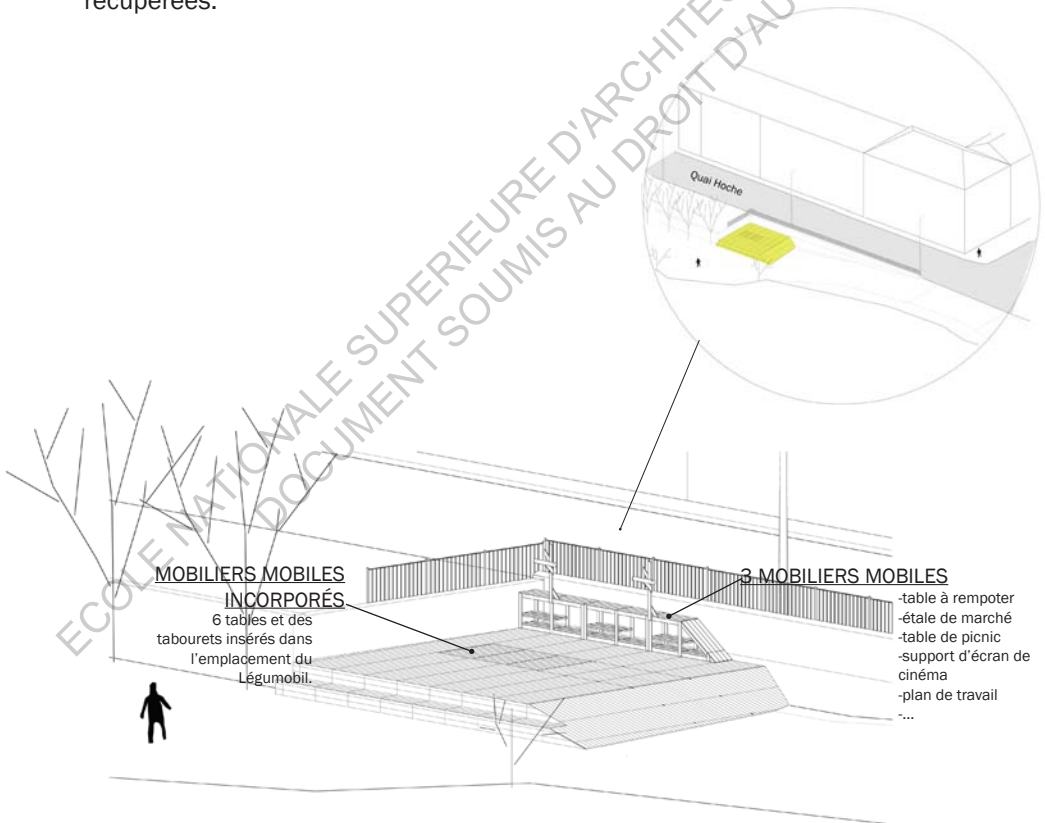 récupérées.
Quai Hoche
MOBILIERS MOBILES
INCORPORÉS
6 tables et des
tabourets insérés dans
l'emplacement du
Légumobil.
3 MOBILIERS MOBILES
-table à rempoter
-étale de marché
-table de picnic
-support d'écran de
cinéma
-plan de travail
-...
ECOLE NATIONALE SUPERIEURE D'ARCHITEC
DOCUMENT SOUMIS AU DROIT D'AU